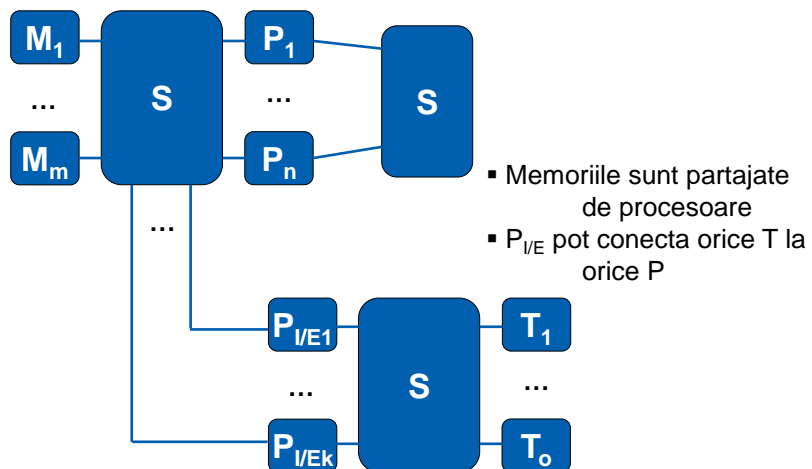 M1 P1
S S
… …
Mm Pn
▪ Memoriile sunt partajate
de procesoare
… 
▪ PI/E pot conecta orice T la
orice P
PI/E1 T1
S
… …
PI/Ek To